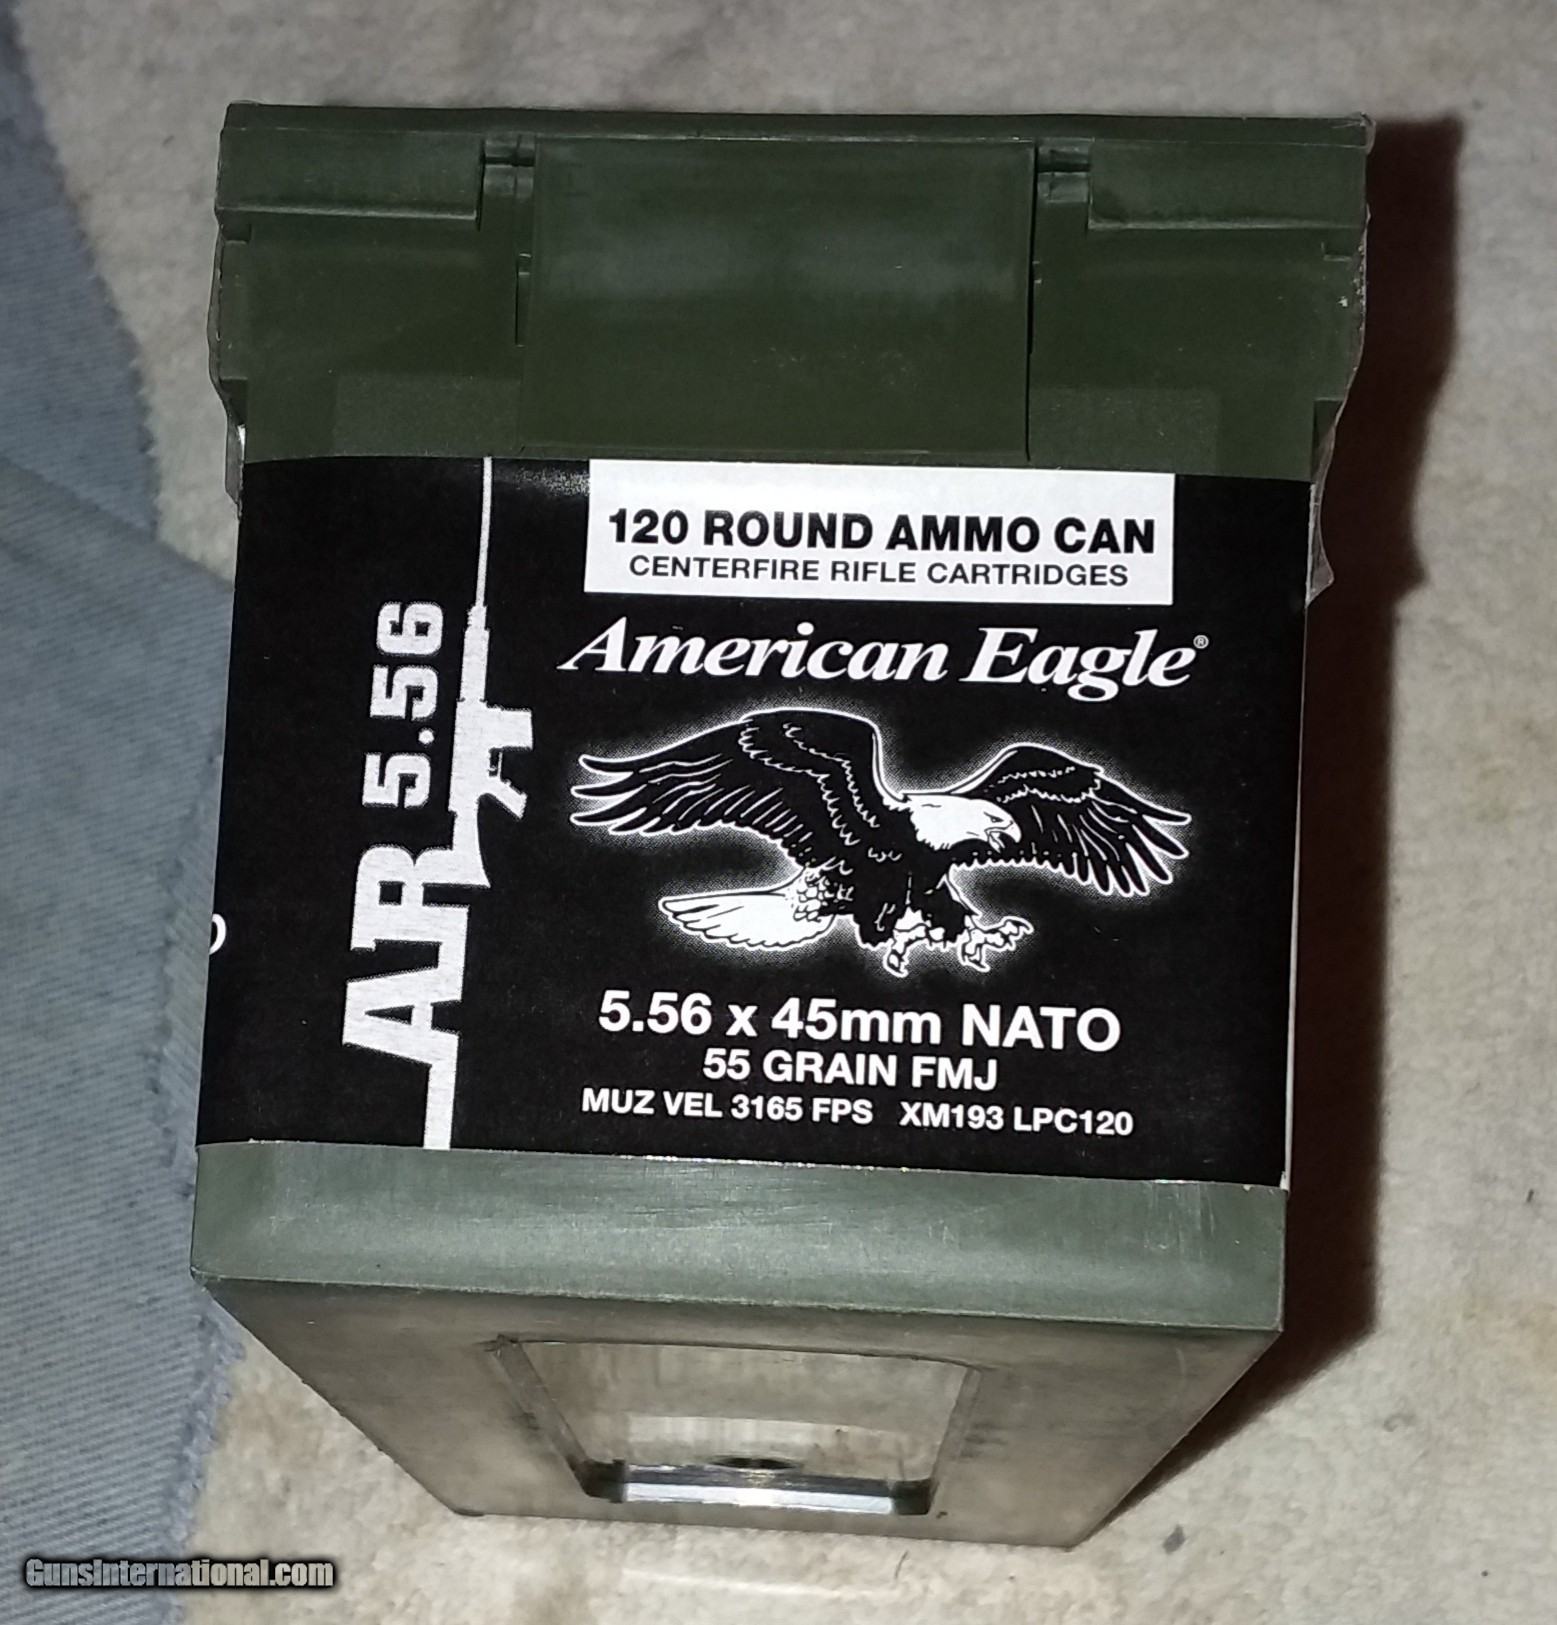 120 ROUND AMMO CAN
CENTERFIRE RIFLE CARTRIDGES
American Eagle®
AR 5.56
5.56 x 45mm NATO
55 GRAIN FMJ
MUZ VEL 3165 FPS XM193 LPC120
GunsInternational.com